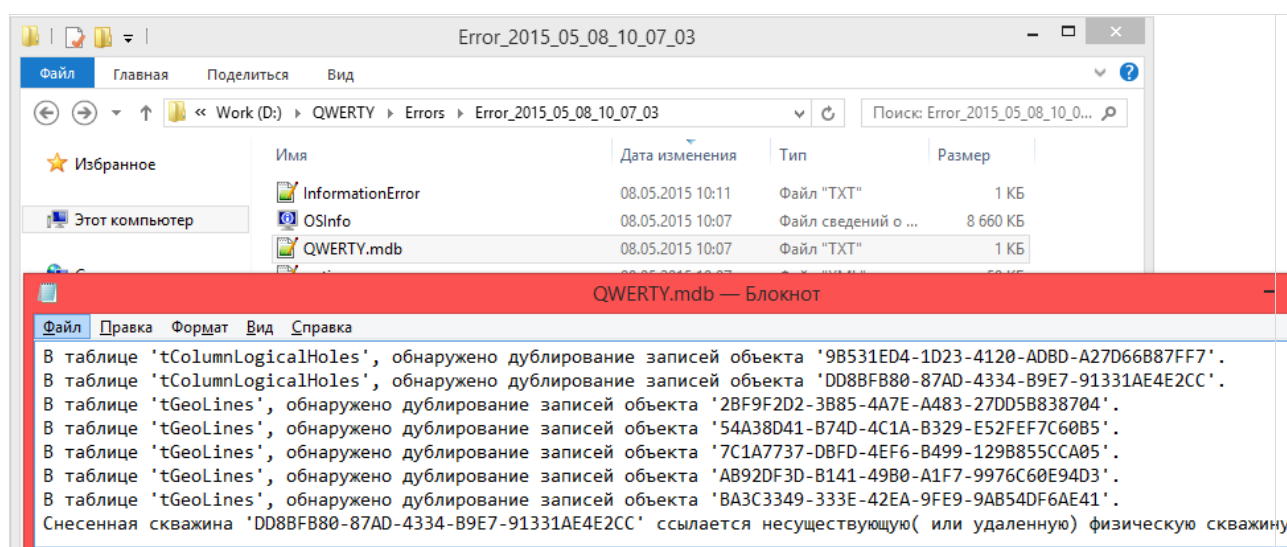 Error_2015_05_08_10_07_03
Файл Главная Поделиться Вид
« Work (D:) QWERTY Errors Error_2015_05_08_10_07_03 Поиск: Error_2015_05_08_10_0...
Избранное
Этот компьютер
Имя Дата изменения Тип Размер
InformationError 08.05.2015 10:11 Файл "TXT" 1 КБ
OSInfo 08.05.2015 10:07 Файл сведений о ... 8 660 КБ
QWERTY.mdb 08.05.2015 10:07 Файл "TXT" 1 КБ
QWERTY.mdb — Блокнот
Файл Правка Формат Вид Справка
В таблице 'tColumnLogicalHoles', обнаружено дублирование записей объекта '9B531ED4-1D23-4120-ADBD-A27D66B87FF7'.
В таблице 'tColumnLogicalHoles', обнаружено дублирование записей объекта 'DD8BFB80-87AD-4334-B9E7-91331AE4E2CC'.
В таблице 'tGeoLines', обнаружено дублирование записей объекта '2BF9F2D2-3B85-4A7E-A483-27DD5B838704'.
В таблице 'tGeoLines', обнаружено дублирование записей объекта '54A38D41-B74D-4C1A-B329-E52FEF7C60B5'.
В таблице 'tGeoLines', обнаружено дублирование записей объекта '7C1A7737-DBFD-4EF6-B499-129B855CCA05'.
В таблице 'tGeoLines', обнаружено дублирование записей объекта 'AB92DF3D-B141-49B0-A1F7-9976C60E94D3'.
В таблице 'tGeoLines', обнаружено дублирование записей объекта 'BA3C3349-333E-42EA-9FE9-9AB54DF6AE41'.
Снесенная скважина 'DD8BFB80-87AD-4334-B9E7-91331AE4E2CC' ссылается несуществующую( или удаленную) физическую скважину